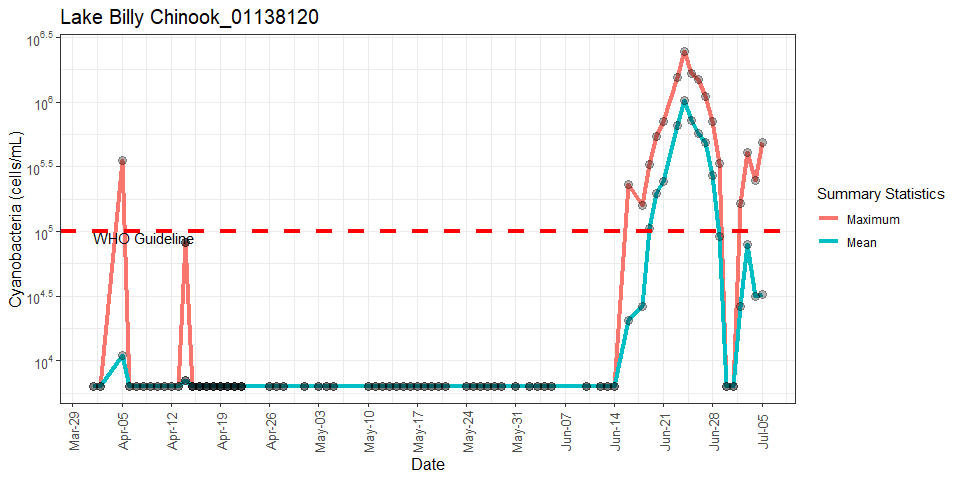 Lake Billy Chinook_01138120
10^6.5
10^6
10^5.5
10^5
10^4.5
10^4
Cyanobacteria (cells/mL)
WHO Guideline
Mar-29
Apr-05
Apr-12
Apr-19
Apr-26
May-03
May-10
May-17
May-24
May-31
Jun-07
Jun-14
Jun-21
Jun-28
Jul-05
Date
Summary Statistics
Maximum
Mean